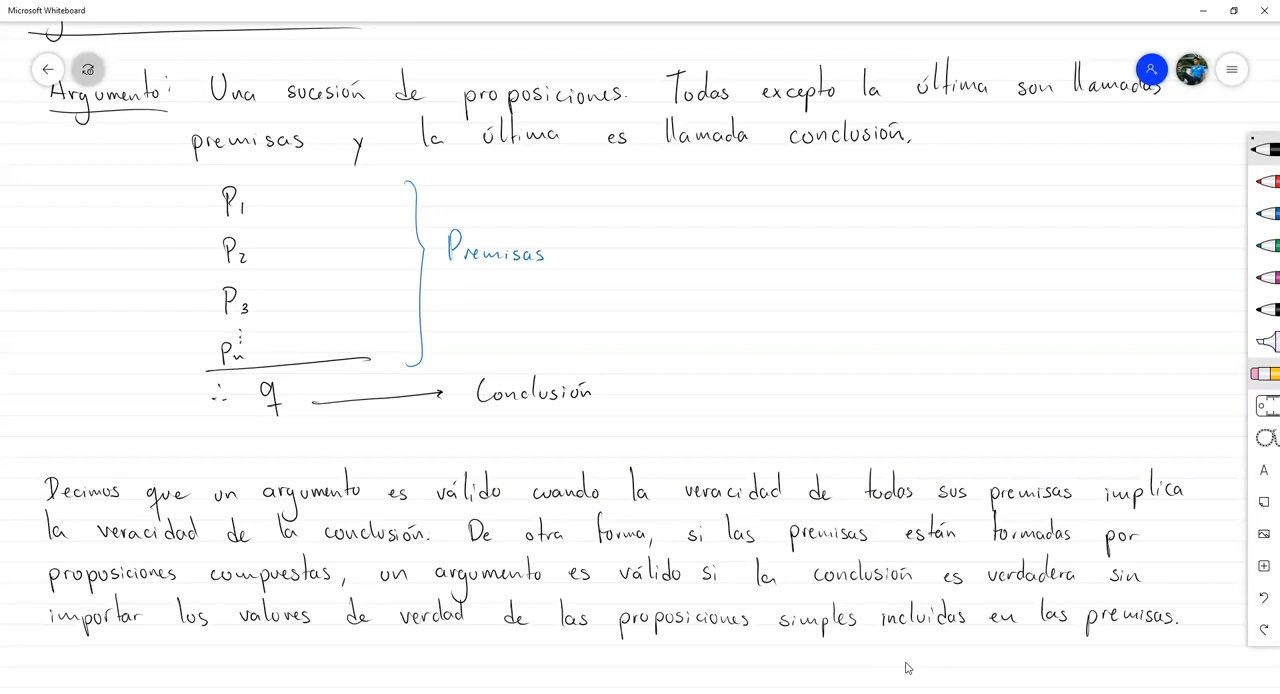 Microsoft Whiteboard
Argumento: Una sucesión de proposiciones. Todas excepto la última son llamadas
premisas y la última es llamada conclusión.
P1
P2
Premisas
P3
⋮
Pn
∴ q → Conclusión
Decimos que un argumento es válido cuando la veracidad de todas sus premisas implica
la veracidad de la conclusión. De otra forma, si las premisas están formadas por
proposiciones compuestas, un argumento es válido si la conclusión es verdadera sin
importar los valores de verdad de las proposiciones simples incluidas en las premisas.
A